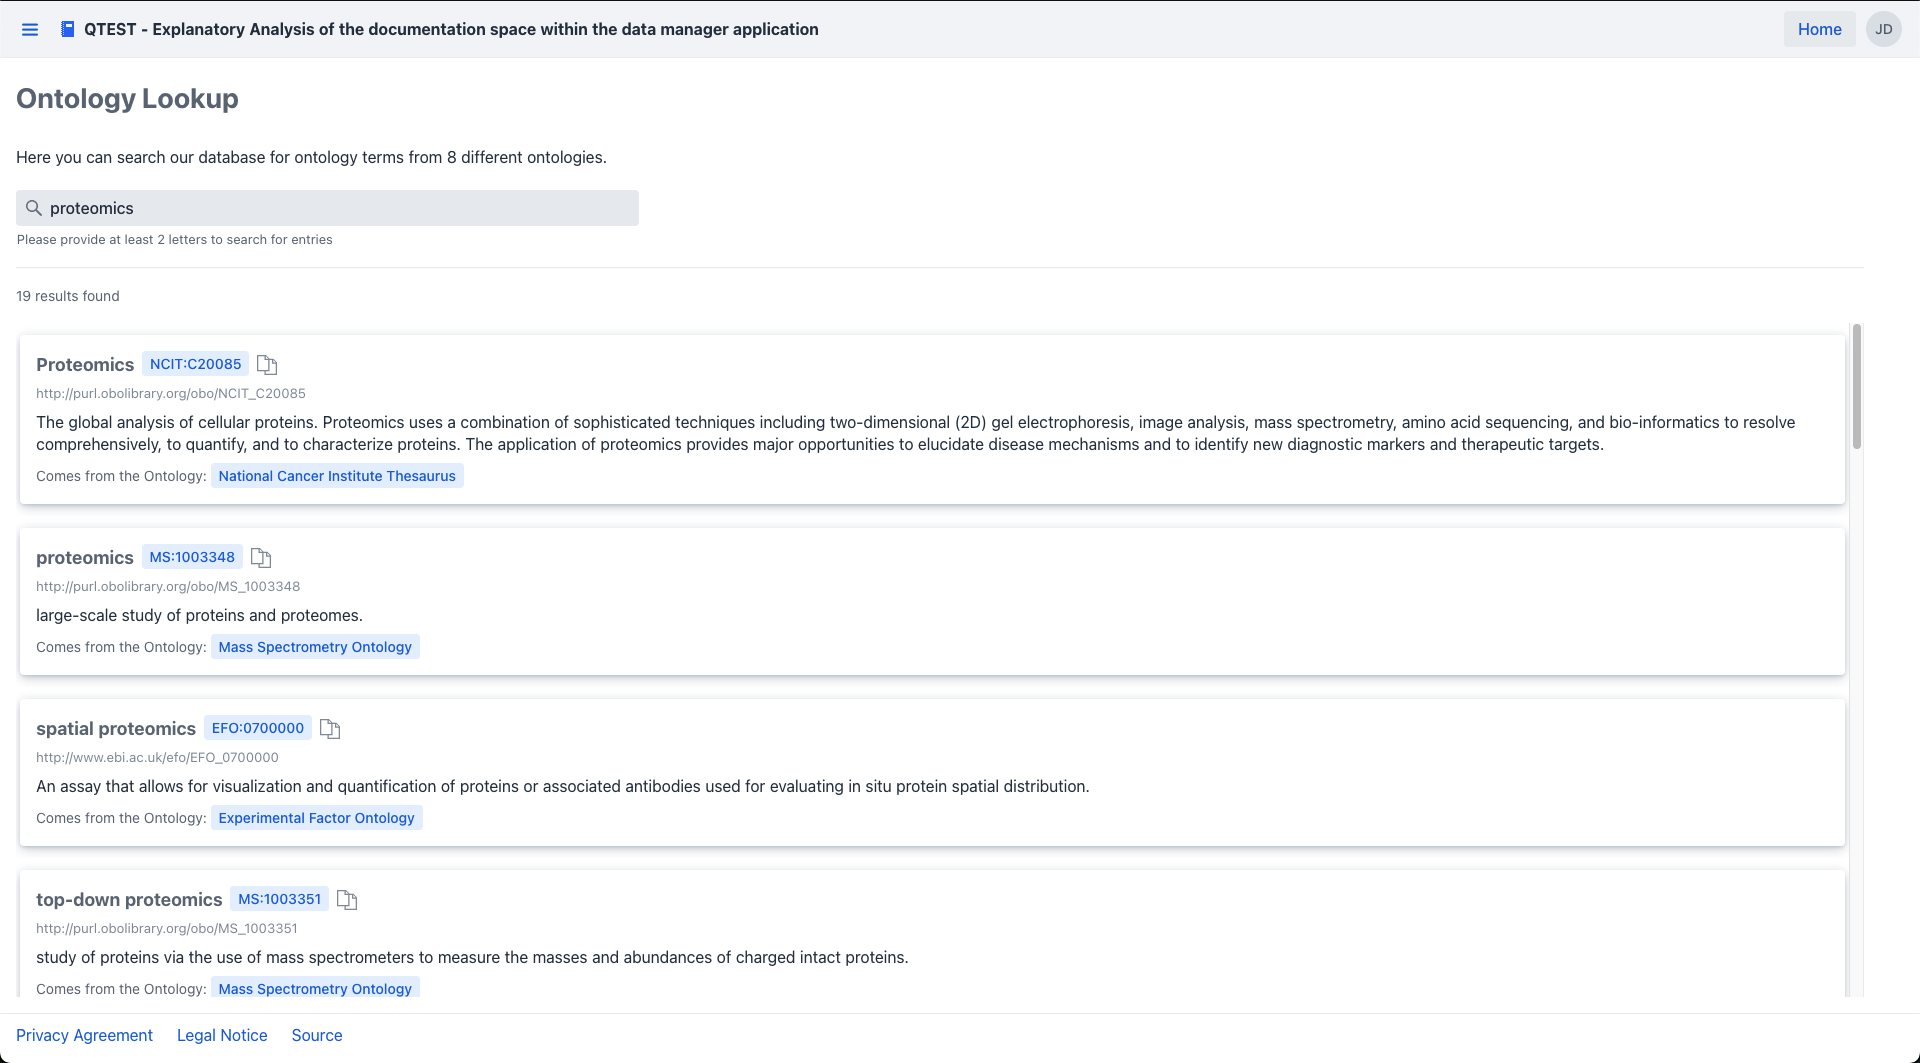 QTEST - Explanatory Analysis of the documentation space within the data manager application
Home
JD
Ontology Lookup
Here you can search our database for ontology terms from 8 different ontologies.
proteomics
Please provide at least 2 letters to search for entries
19 results found
Proteomics NCIT:C20085
http://purl.obolibrary.org/obo/NCIT_C20085
The global analysis of cellular proteins. Proteomics uses a combination of sophisticated techniques including two-dimensional (2D) gel electrophoresis, image analysis, mass spectrometry, amino acid sequencing, and bio-informatics to resolve
comprehensively, to quantify, and to characterize proteins. The application of proteomics provides major opportunities to elucidate disease mechanisms and to identify new diagnostic markers and therapeutic targets.
Comes from the Ontology: National Cancer Institute Thesaurus
proteomics MS:1003348
http://purl.obolibrary.org/obo/MS_1003348
large-scale study of proteins and proteomes.
Comes from the Ontology: Mass Spectrometry Ontology
spatial proteomics EFO:0700000
http://www.ebi.ac.uk/efo/EFO_0700000
An assay that allows for visualization and quantification of proteins or associated antibodies used for evaluating in situ protein spatial distribution.
Comes from the Ontology: Experimental Factor Ontology
top-down proteomics MS:1003351
http://purl.obolibrary.org/obo/MS_1003351
study of proteins via the use of mass spectrometers to measure the masses and abundances of charged intact proteins.
Comes from the Ontology: Mass Spectrometry Ontology
Privacy Agreement Legal Notice Source